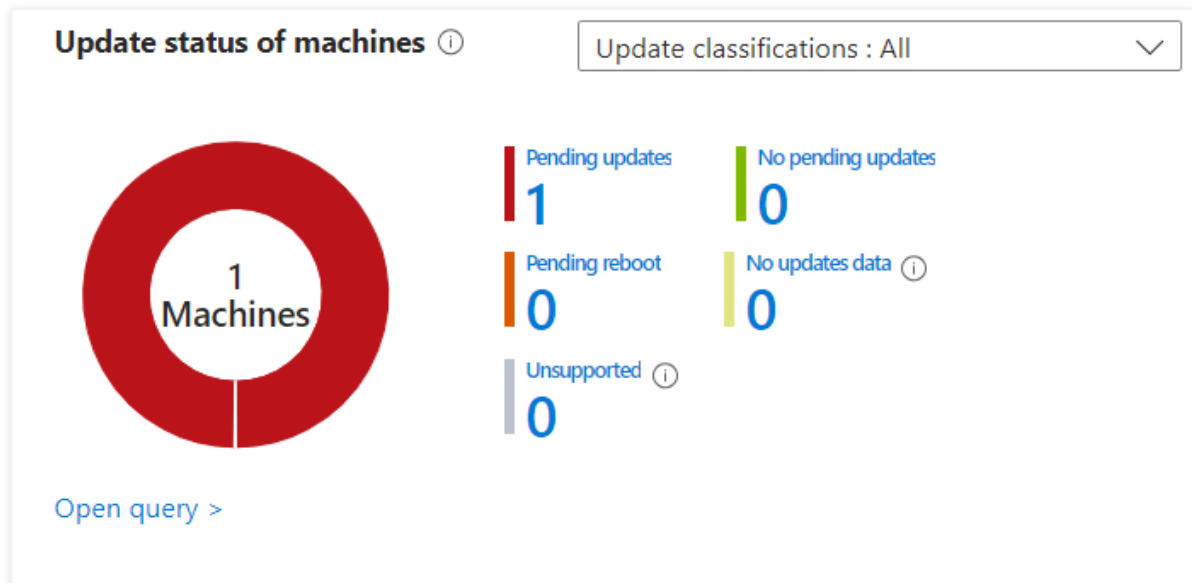 Update status of machines
Update classifications : All
Pending updates
1
No pending updates
0
1
Machines
Pending reboot
0
No updates data
0
Unsupported
0
Open query >